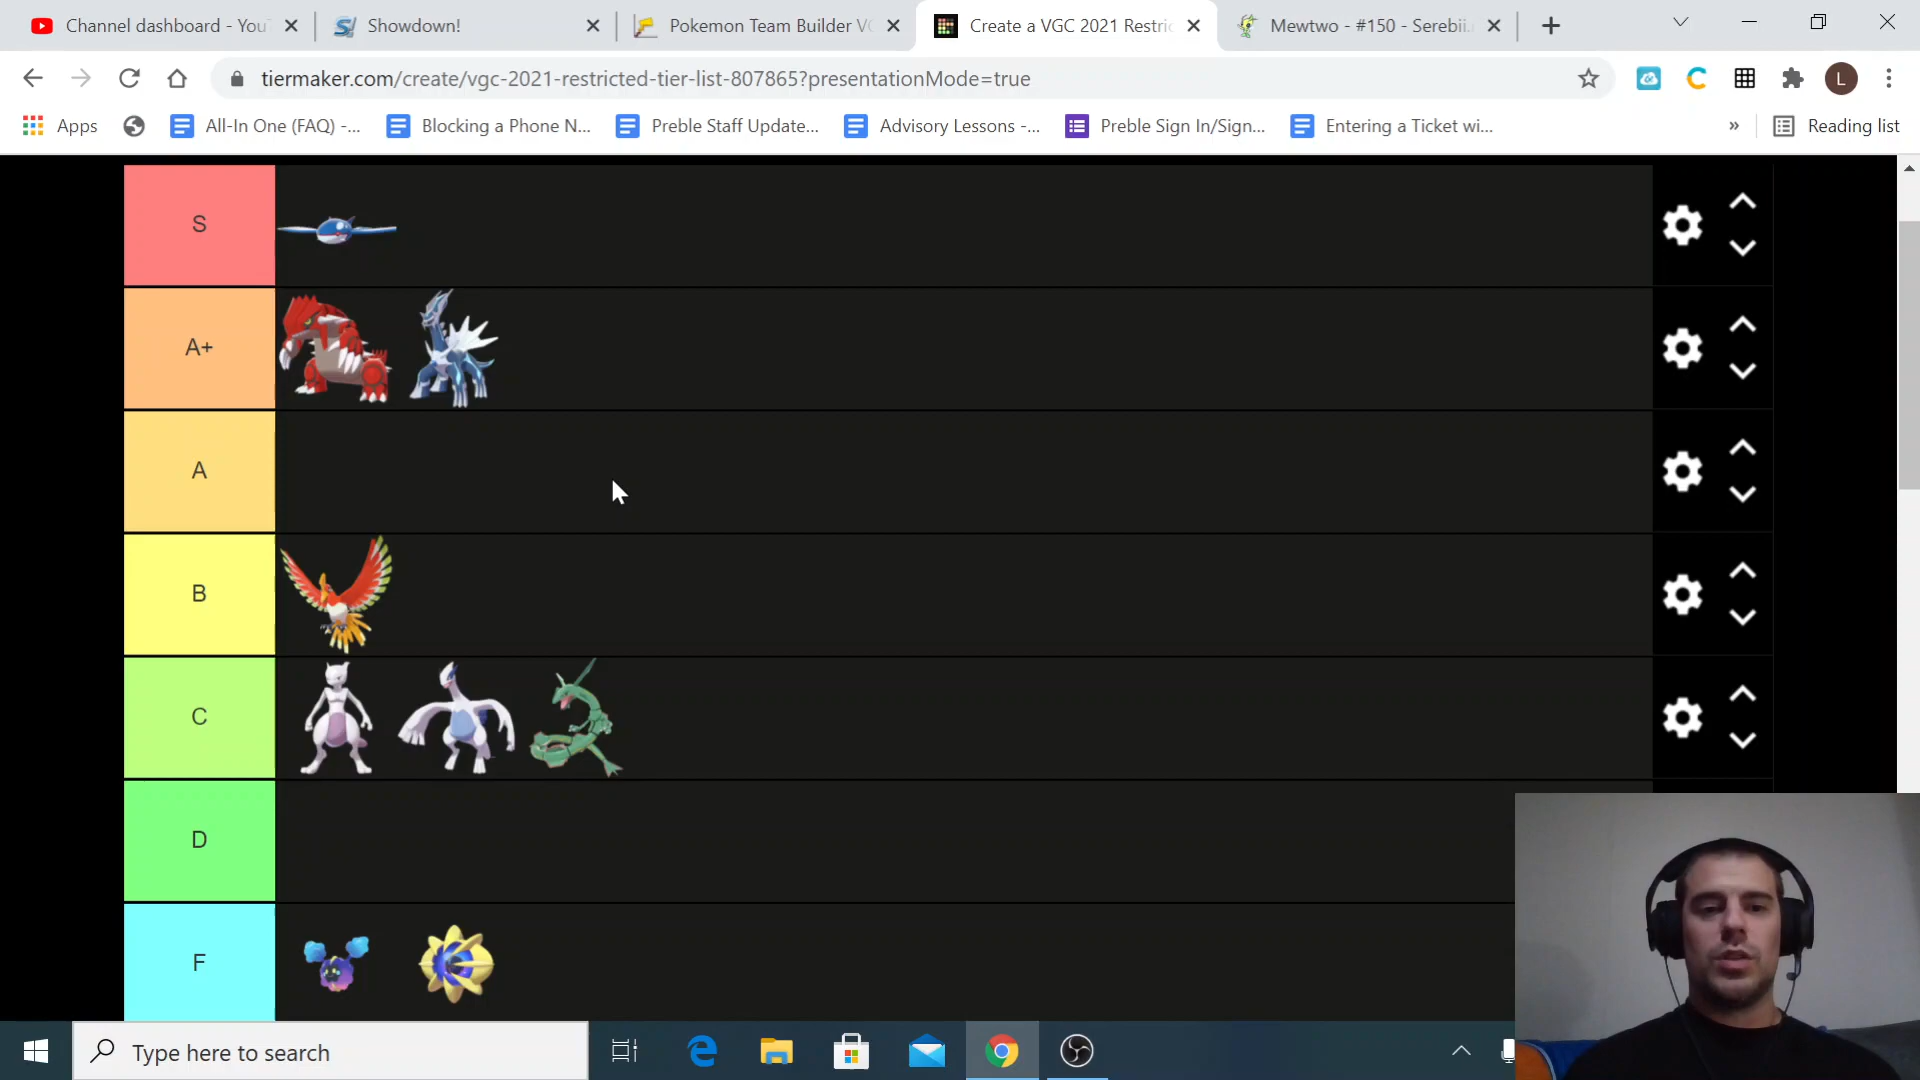 Channel dashboard - You
Showdown!
Pokemon Team Builder VC
Create a VGC 2021 Restri
Mewtwo - #150 - Serebii.
tiermaker.com/create/vgc-2021-restricted-tier-list-807865?presentationMode=true
L
Apps
All-In One (FAQ) -...
Blocking a Phone N...
Preble Staff Update...
Advisory Lessons -...
Preble Sign In/Sign...
Entering a Ticket wi...
»
Reading list
S
A+
A
B
C
D
F
Type here to search